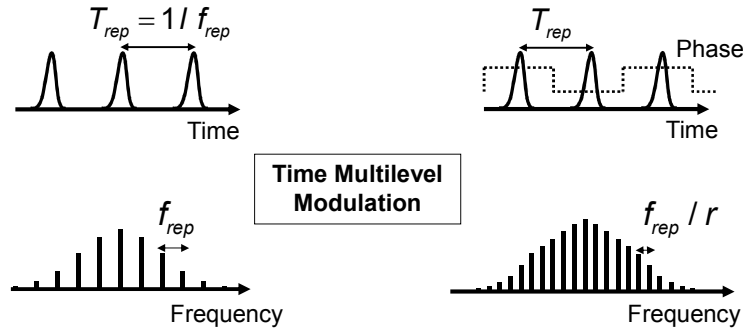 T_rep = 1/ f_rep
Time
T_rep
Phase
Time
Time Multilevel
Modulation
f_rep
Frequency
f_rep / r
Frequency